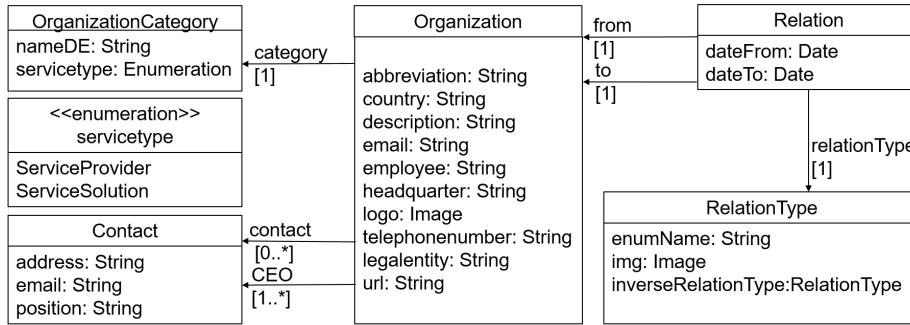 OrganizationCategory
nameDE: String
servicetype: Enumeration
<<enumeration>>
servicetype
ServiceProvider
ServiceSolution
Contact
address: String
email: String
position: String
category
[1]
contact
[0..*]
CEO
[1..*]
Organization
abbreviation: String
country: String
description: String
email: String
employee: String
headquarter: String
logo: Image
telephonenumber: String
legalentity: String
url: String
from
[1]
to
[1]
Relation
dateFrom: Date
dateTo: Date
relationType
[1]
RelationType
enumName: String
img: Image
inverseRelationType:RelationType